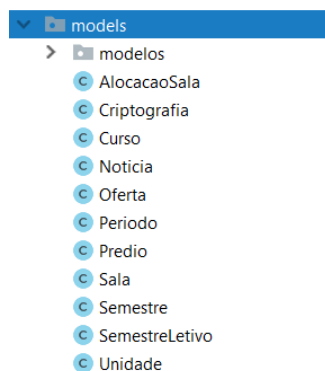 models
modelos
C AlocacaoSala
C Criptografia
C Curso
C Noticia
C Oferta
C Periodo
C Predio
C Sala
C Semestre
C SemestreLetivo
C Unidade